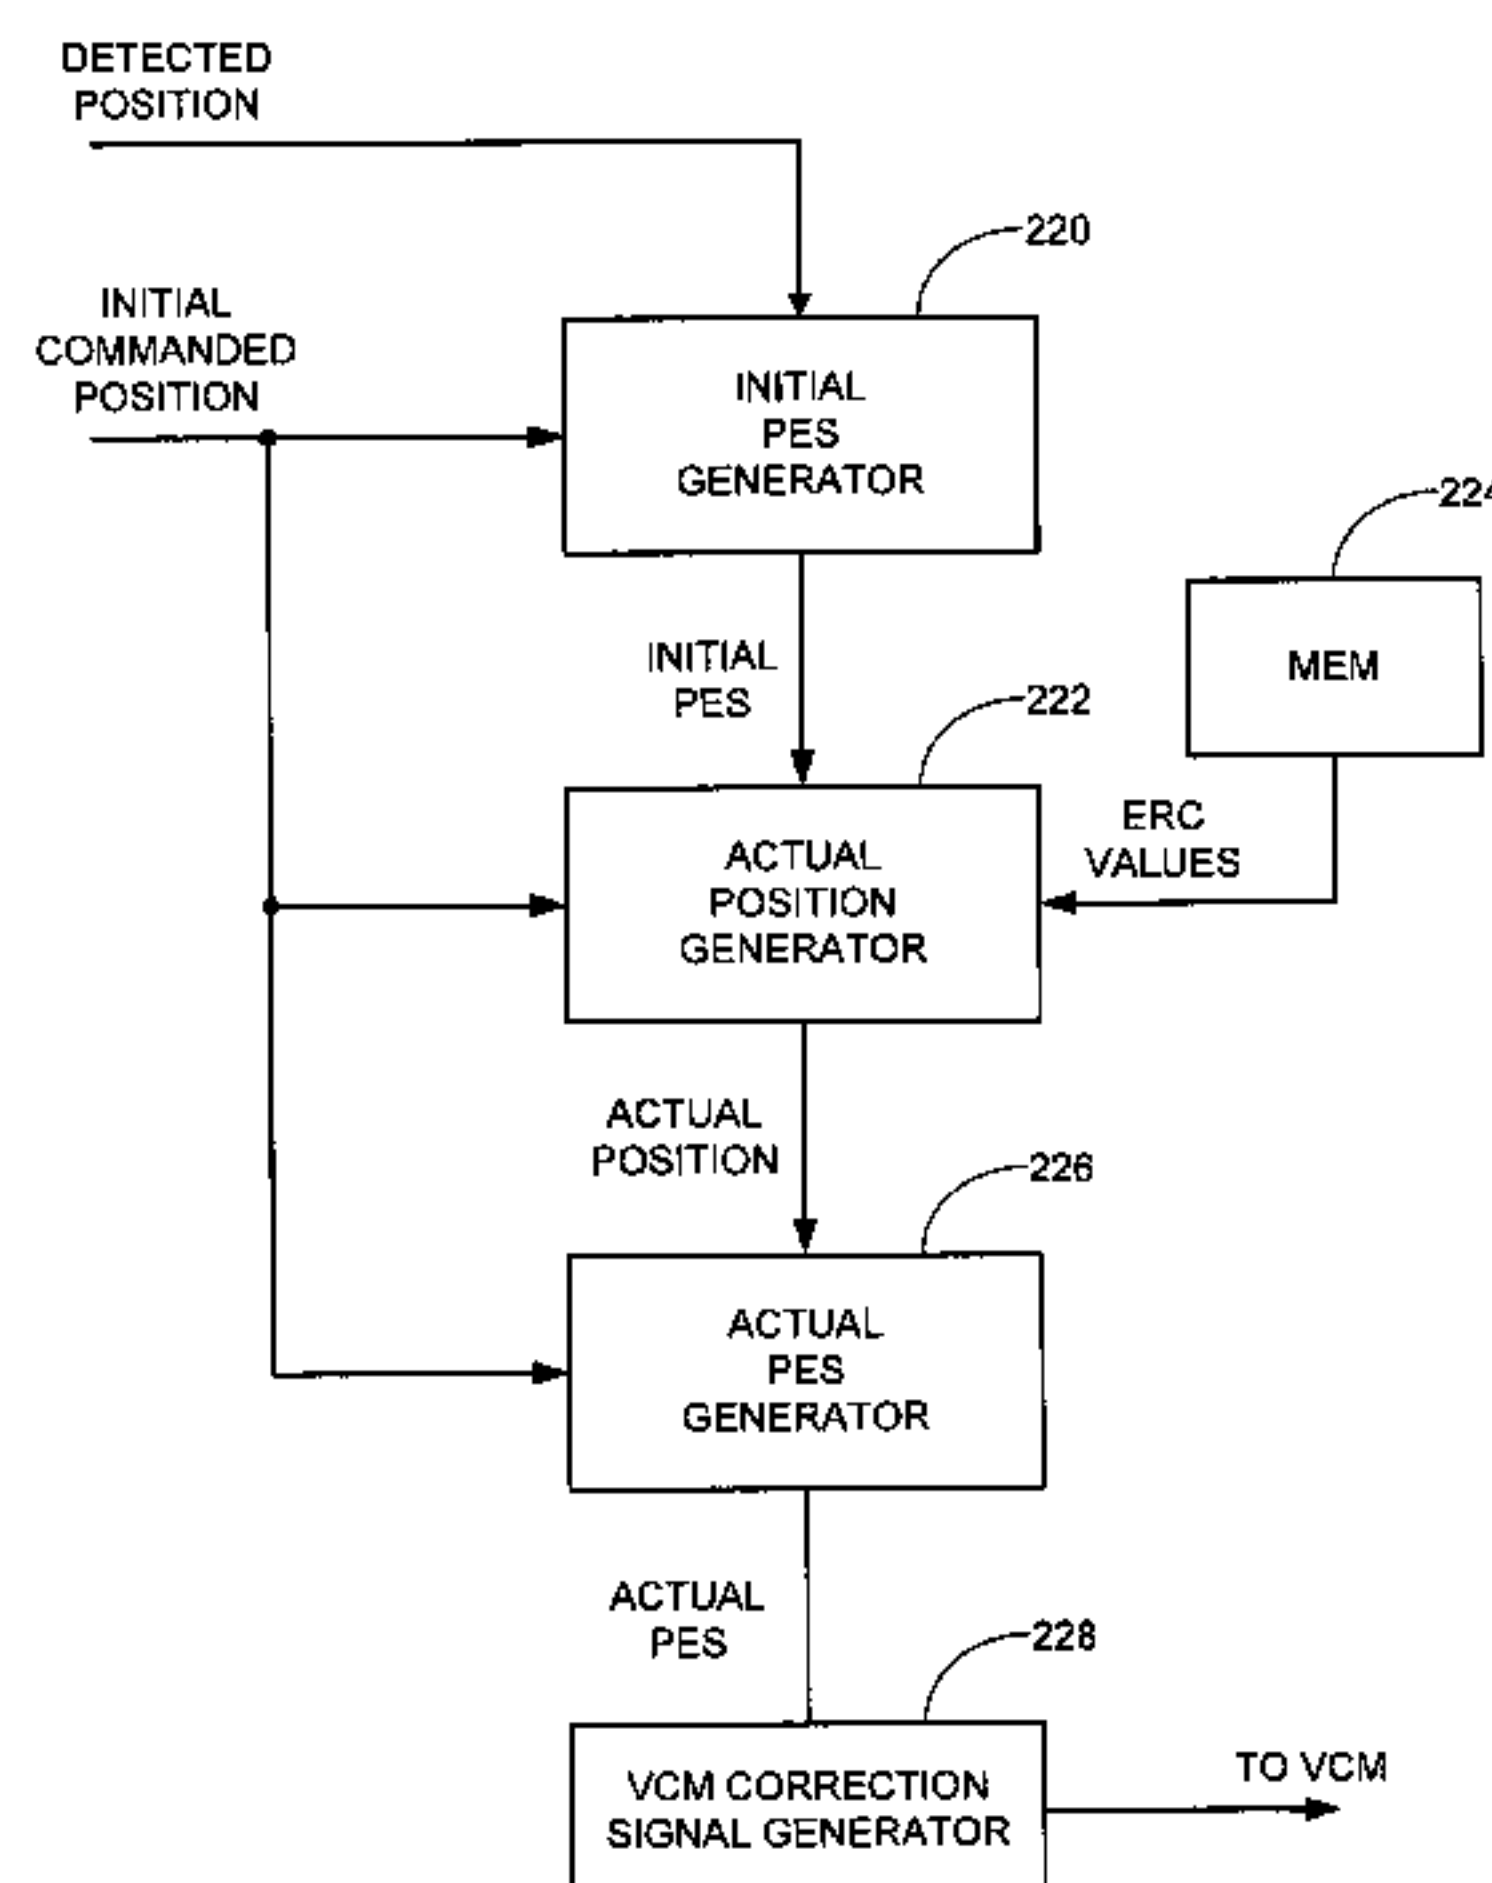 DETECTED
POSITION
220
INITIAL
COMMANDED
POSITION
INITIAL
PES
GENERATOR
224
MEM
INITIAL
PES
222
ERC
VALUES
ACTUAL
POSITION
GENERATOR
ACTUAL
POSITION
226
ACTUAL
PES
GENERATOR
ACTUAL
PES
228
TO VCM
VCM CORRECTION
SIGNAL GENERATOR